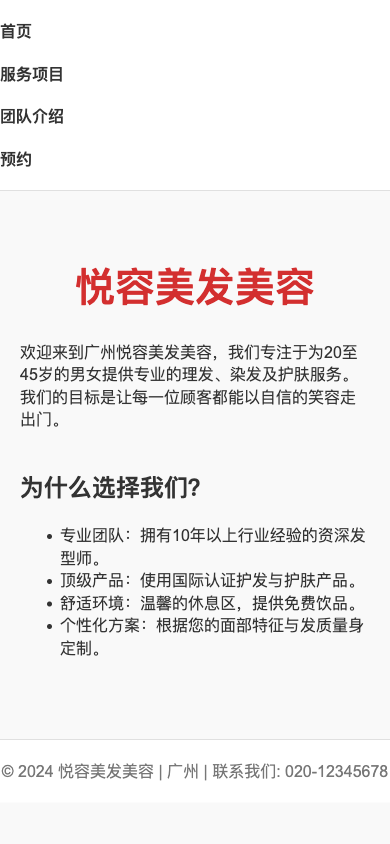 首页
服务项目
团队介绍
预约
悦容美发美容
欢迎来到广州悦容美发美容，我们专注于为20至
45岁的男女提供专业的理发、染发及护肤服务。
我们的目标是让每一位顾客都能以自信的笑容走
出门。
为什么选择我们？
专业团队：拥有10年以上行业经验的资深发
型师。
顶级产品：使用国际认证护发与护肤产品。
舒适环境：温馨的休息区，提供免费饮品。
个性化方案：根据您的面部特征与发质量身
定制。
© 2024 悦容美发美容 | 广州 | 联系我们: 020-12345678